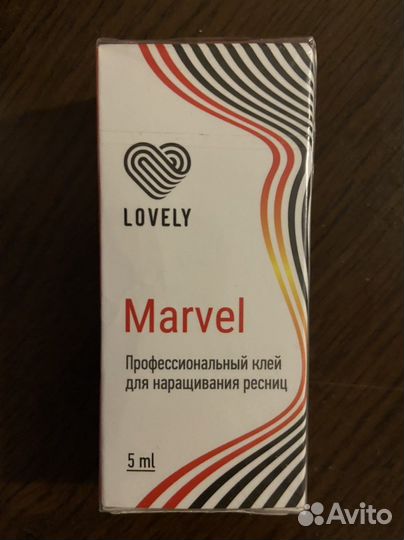 LOVELY
Marvel
Профессиональный клей
для наращивания ресниц
5 ml
Avito